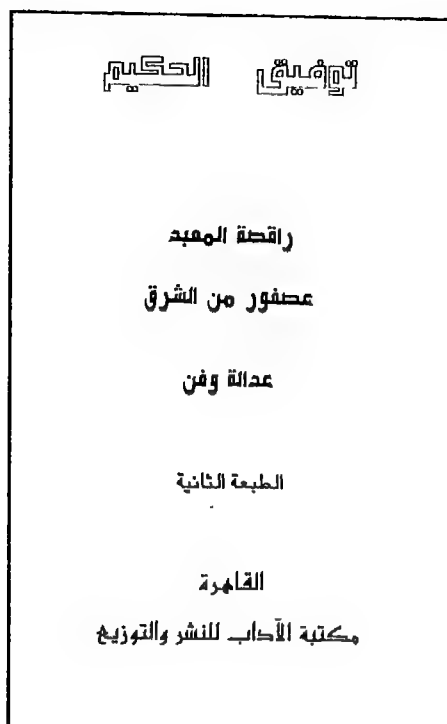 توفيق الحكيم
راقصة المعبد
عصفور من الشرق
عدالة وفن
الطبعة الثانية
القاهرة
مكتبة الآداب للنشر والتوزيع